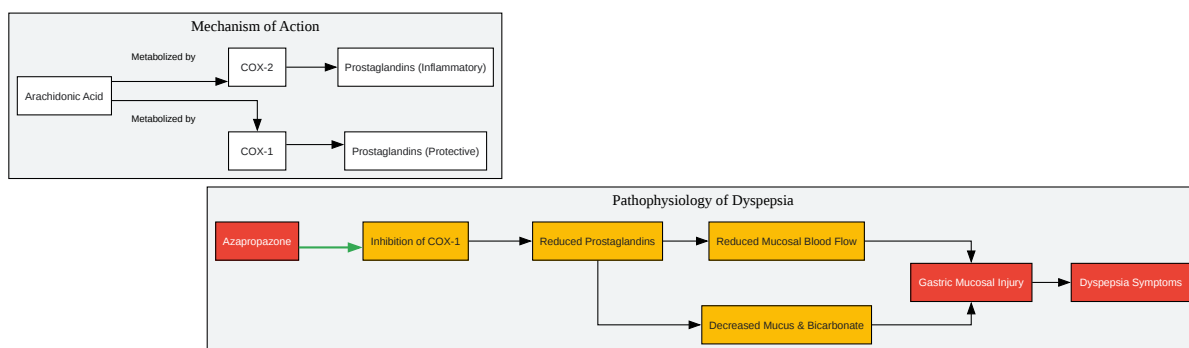 Mechanism of Action
Metabolized by
COX-2
Prostaglandins (Inflammatory)
Arachidonic Acid
Metabolized by
COX-1
Prostaglandins (Protective)
Pathophysiology of Dyspepsia
Azapropazone
Inhibition of COX-1
Reduced Prostaglandins
Reduced Mucosal Blood Flow
Gastric Mucosal Injury
Dyspepsia Symptoms
Decreased Mucus & Bicarbonate